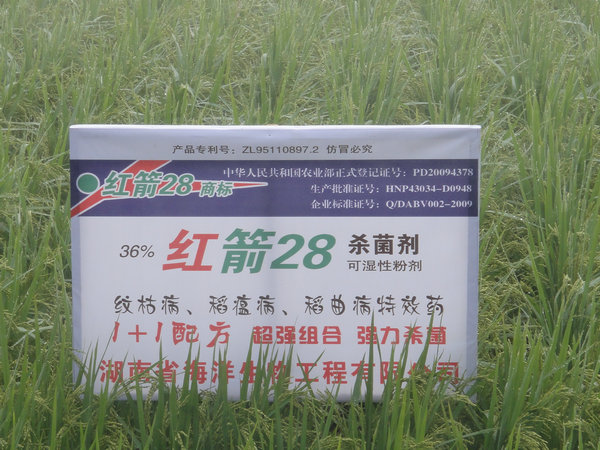 产品专利号：ZL95110897.2 仿冒必究
红箭28商标
中华人民共和国农业部正式登记证号：PD20094378
生产批准证号：HNP43034-D0948
企业标准证号：Q/DABV002-2009
36% 红箭28 杀菌剂
可湿性粉剂
纹枯病、稻瘟病、稻曲病特效药
1+1配方 超强组合 强力杀菌
湖南省海洋生物工程有限公司